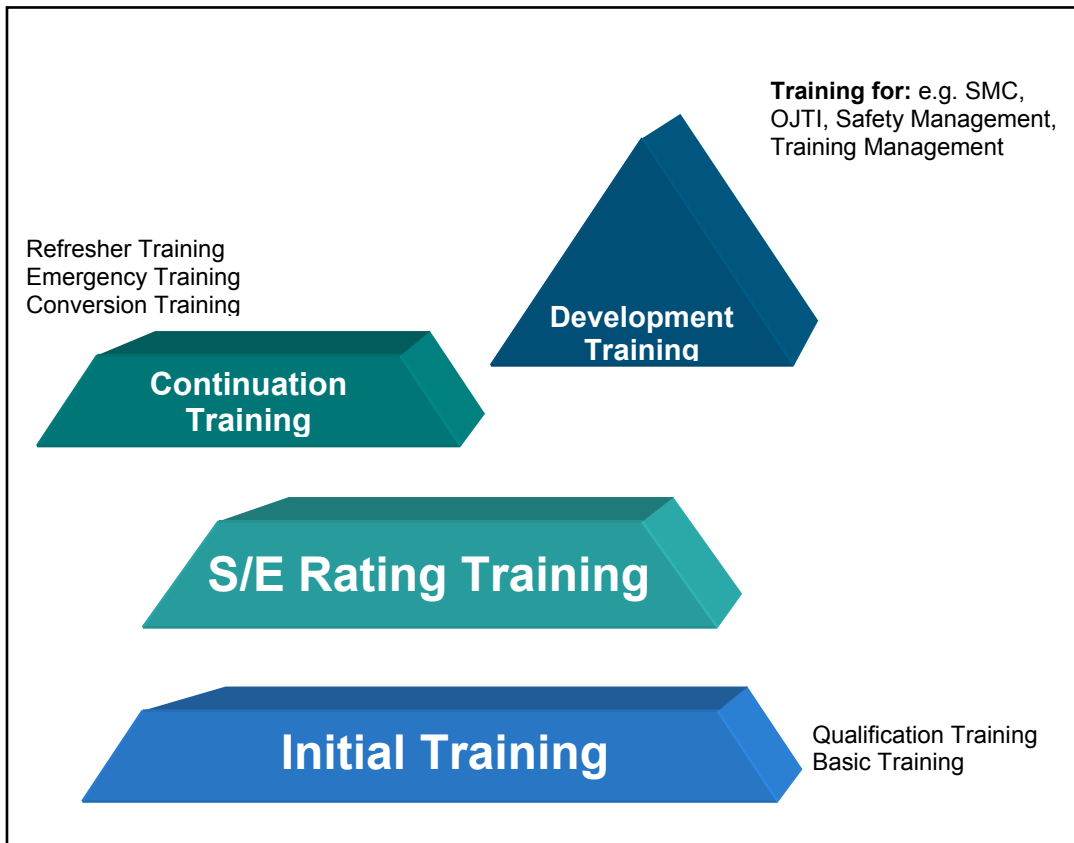 Training for: e.g. SMC,
OJTI, Safety Management,
Training Management
Refresher Training
Emergency Training
Conversion Training
Development
Training
Continuation
Training
S/E Rating Training
Initial Training
Qualification Training
Basic Training